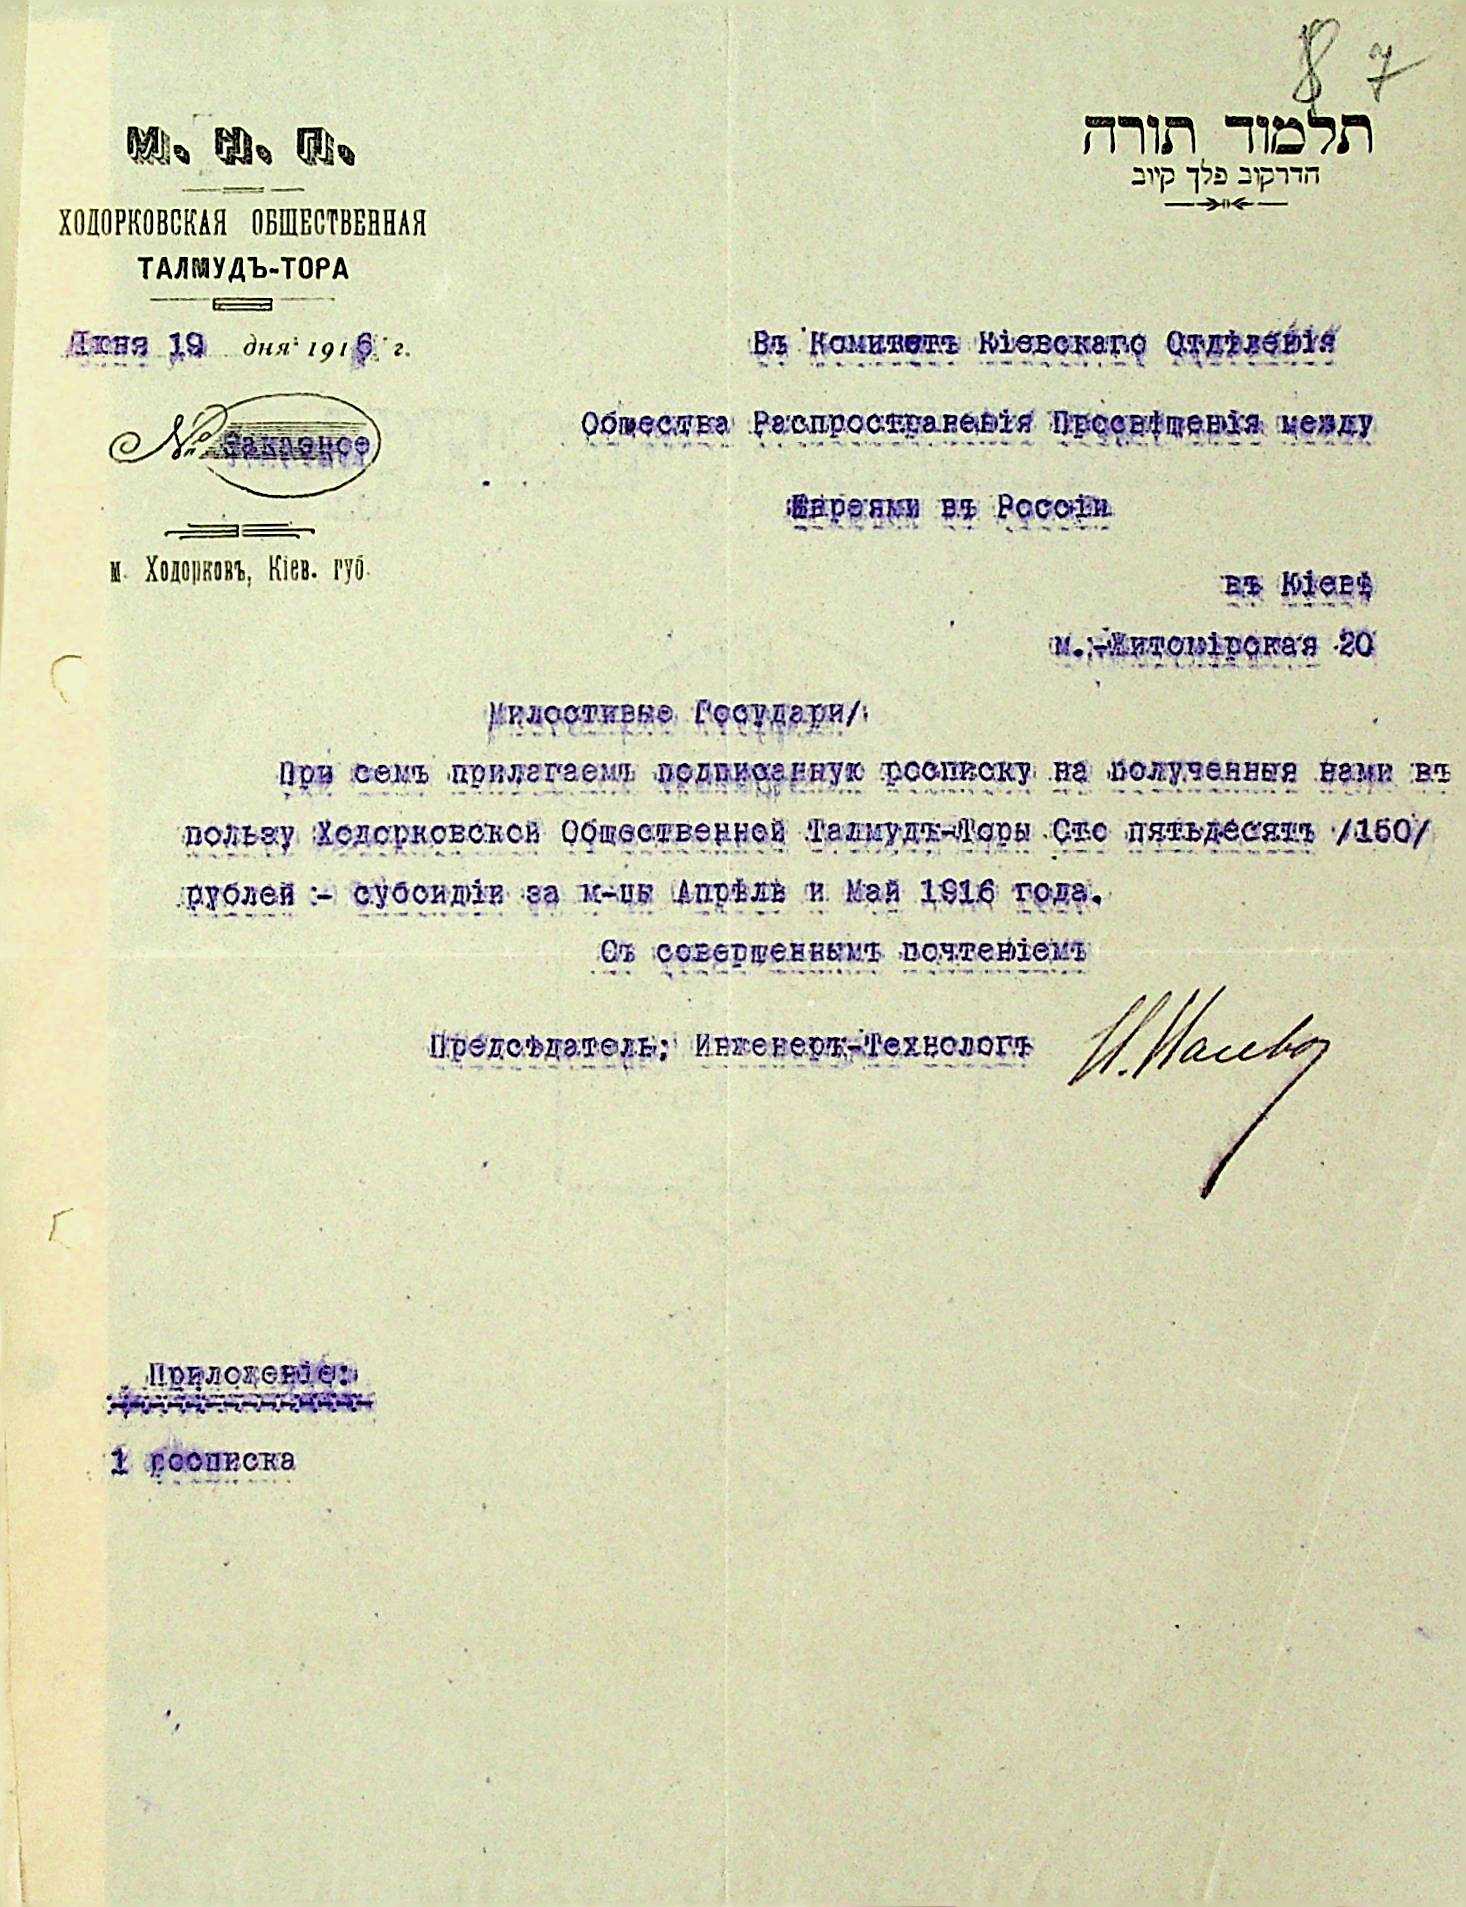 8 7
М. Н. П.
ХОДОРКОВСКАЯ ОБЩЕСТВЕННАЯ
ТАЛМУДЪ-ТОРА
Іюня 19 дня 1916 г.
№ Заказное
м. Ходорковъ, Кіев. губ.
תלמוד תורה
הדרקוב פלך קיוב
Въ Комитетъ Кіевскаго Отдѣленія
Общества Распространенія Просвѣщенія между
Евреями въ Россіи
въ Кіевѣ
м.-Житомірская 20
Милостивые Государи/
При семъ прилагаемъ подписанную росписку на полученныя нами въ
пользу Ходорковской Общественной Талмудъ-Торы Сто пятьдесятъ /150/
рублей :- субсидіи за м-цы Апрѣль и Май 1916 года.
Съ совершеннымъ почтеніемъ
Предсѣдатель: Инженеръ-Технологъ
Приложеніе:
1 росписка